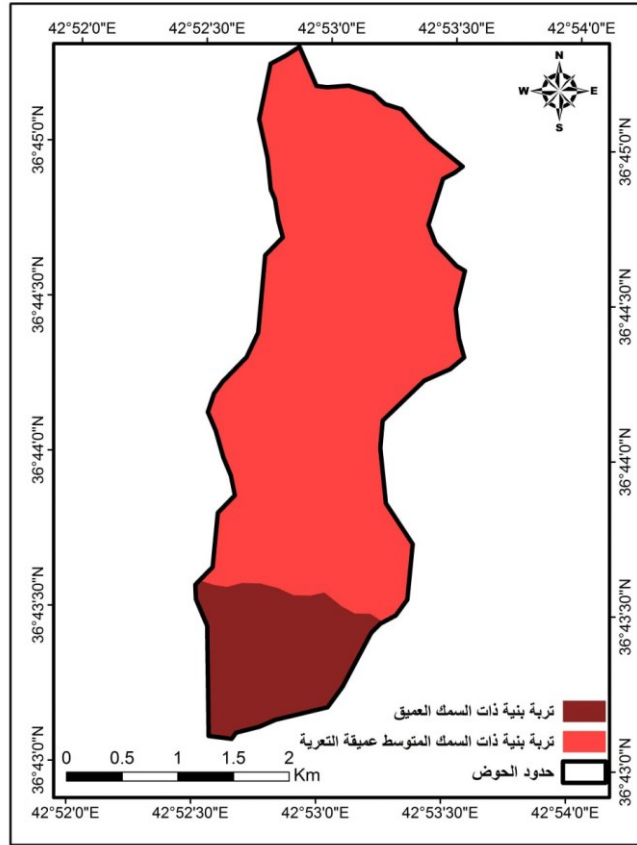 42°52'0"E 42°52'30"E 42°53'0"E 42°53'30"E 42°54'0"E
N
W E
S
36°45'0"N 36°45'0"N
36°44'30"N 36°44'30"N
36°44'0"N 36°44'0"N
36°43'30"N 36°43'30"N
36°43'0"N 36°43'0"N
تربة بنية ذات السمك العميق
تربة بنية ذات السمك المتوسط عميقة التعرية
حدود الحوض
0 0.5 1 1.5 2
Km
42°52'0"E 42°52'30"E 42°53'0"E 42°53'30"E 42°54'0"E